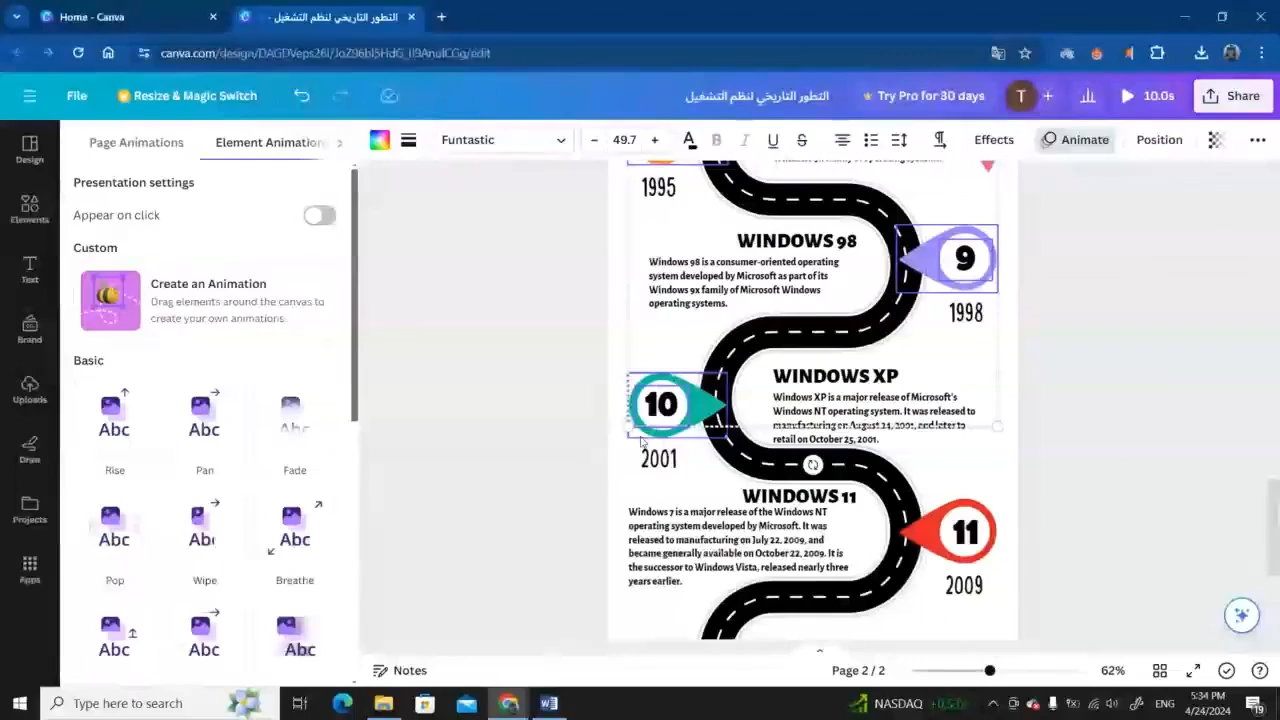 Home - Canva
التطور التاريخي لنظم التشغيل -
canva.com/design/DAGDVeps26I/JoZ96bI5HdG_II9AnulCGg/edit
File
Resize & Magic Switch
التطور التاريخي لنظم التشغيل
Try Pro for 30 days
T
10.0s
Share
Page Animations
Element Animation
Funtastic
49.7
A
B
I
U
S
Effects
Animate
Position
Design
Elements
Text
Brand
Uploads
Draw
Projects
Apps
Presentation settings
Appear on click
Custom
Create an Animation
Drag elements around the canvas to
create your own animations.
Basic
Abc
Abc
Abc
Rise
Pan
Fade
Abc
Abc
Abc
Pop
Wipe
Breathe
Abc
Abc
Abc
1995
WINDOWS 98
Windows 98 is a consumer-oriented operating
system developed by Microsoft as part of its
Windows 9x family of Microsoft Windows
operating systems.
9
1998
10
2001
WINDOWS XP
Windows XP is a major release of Microsoft's
Windows NT operating system. It was released to
manufacturing on August 24, 2001, and later to
retail on October 25, 2001.
WINDOWS 11
Windows 7 is a major release of the Windows NT
operating system developed by Microsoft. It was
released to manufacturing on July 22, 2009, and
became generally available on October 22, 2009. It is
the successor to Windows Vista, released nearly three
years earlier.
11
2009
Notes
Page 2 / 2
62%
Type here to search
NASDAQ
ENG
5:34 PM
4/24/2024